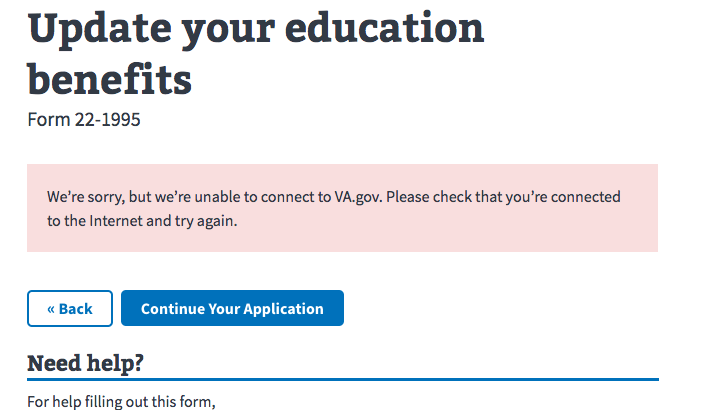 Update your education
benefits
Form 22-1995
We're sorry, but we're unable to connect to VA.gov. Please check that you're connected
to the Internet and try again.
« Back
Continue Your Application
Need help?
For help filling out this form,